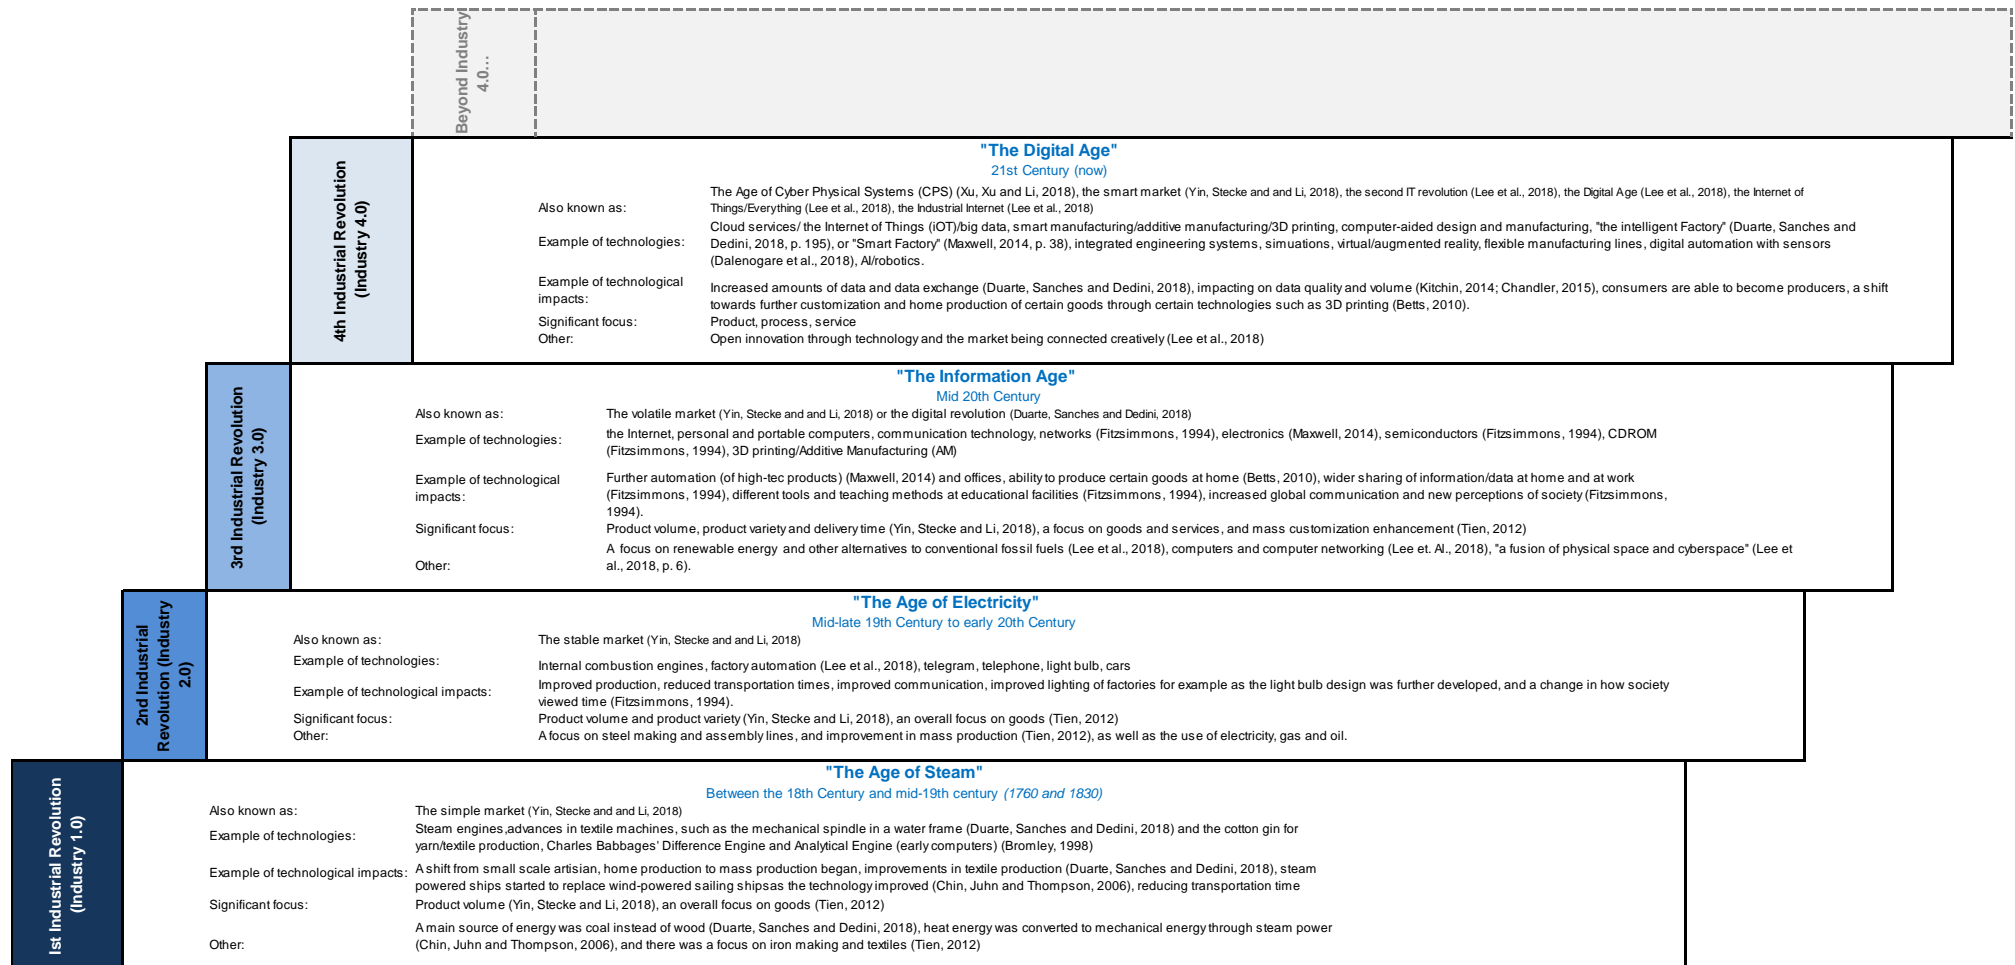 Beyond Industry
4.0…
4th Industrial Revolution
(Industry 4.0)
"The Digital Age"
21st Century (now)
Also known as:
The Age of Cyber Physical Systems (CPS) (Xu, Xu and Li, 2018), the smart market (Yin, Stecke and and Li, 2018), the second IT revolution (Lee et al., 2018), the Digital Age (Lee et al., 2018), the Internet of
Things/Everything (Lee et al., 2018), the Industrial Internet (Lee et al., 2018)
Example of technologies:
Cloud services/ the Internet of Things (iOT)/big data, smart manufacturing/additive manufacturing/3D printing, computer-aided design and manufacturing, "the intelligent Factory" (Duarte, Sanches and
Dedini, 2018, p. 195), or "Smart Factory" (Maxwell, 2014, p. 38), integrated engineering systems, simuations, virtual/augmented reality, flexible manufacturing lines, digital automation with sensors
(Dalenogare et al., 2018), AI/robotics.
Example of technological
impacts:
Increased amounts of data and data exchange (Duarte, Sanches and Dedini, 2018), impacting on data quality and volume (Kitchin, 2014; Chandler, 2015), consumers are able to become producers, a shift
towards further customization and home production of certain goods through certain technologies such as 3D printing (Betts, 2010).
Significant focus:
Product, process, service
Other:
Open innovation through technology and the market being connected creatively (Lee et al., 2018)
3rd Industrial Revolution
(Industry 3.0)
"The Information Age"
Mid 20th Century
Also known as:
The volatile market (Yin, Stecke and and Li, 2018) or the digital revolution (Duarte, Sanches and Dedini, 2018)
Example of technologies:
the Internet, personal and portable computers, communication technology, networks (Fitzsimmons, 1994), electronics (Maxwell, 2014), semiconductors (Fitzsimmons, 1994), CDROM
(Fitzsimmons, 1994), 3D printing/Additive Manufacturing (AM)
Example of technological
impacts:
Further automation (of high-tec products) (Maxwell, 2014) and offices, ability to produce certain goods at home (Betts, 2010), wider sharing of information/data at home and at work
(Fitzsimmons, 1994), different tools and teaching methods at educational facilities (Fitzsimmons, 1994), increased global communication and new perceptions of society (Fitzsimmons,
1994).
Significant focus:
Product volume, product variety and delivery time (Yin, Stecke and Li, 2018), a focus on goods and services, and mass customization enhancement (Tien, 2012)
Other:
A focus on renewable energy and other alternatives to conventional fossil fuels (Lee et al., 2018), computers and computer networking (Lee et. Al., 2018), "a fusion of physical space and cyberspace" (Lee et
al., 2018, p. 6).
2nd Industrial
Revolution (Industry
2.0)
"The Age of Electricity"
Mid-late 19th Century to early 20th Century
Also known as:
The stable market (Yin, Stecke and and Li, 2018)
Example of technologies:
Internal combustion engines, factory automation (Lee et al., 2018), telegram, telephone, light bulb, cars
Example of technological impacts:
Improved production, reduced transportation times, improved communication, improved lighting of factories for example as the light bulb design was further developed, and a change in how society
viewed time (Fitzsimmons, 1994).
Significant focus:
Product volume and product variety (Yin, Stecke and Li, 2018), an overall focus on goods (Tien, 2012)
Other:
A focus on steel making and assembly lines, and improvement in mass production (Tien, 2012), as well as the use of electricity, gas and oil.
Ist Industrial Revolution
(Industry 1.0)
"The Age of Steam"
Between the 18th Century and mid-19th century (1760 and 1830)
Also known as:
The simple market (Yin, Stecke and and Li, 2018)
Example of technologies:
Steam engines,advances in textile machines, such as the mechanical spindle in a water frame (Duarte, Sanches and Dedini, 2018) and the cotton gin for
yarn/textile production, Charles Babbages' Difference Engine and Analytical Engine (early computers) (Bromley, 1998)
Example of technological impacts:
A shift from small scale artisian, home production to mass production began, improvements in textile production (Duarte, Sanches and Dedini, 2018), steam
powered ships started to replace wind-powered sailing shipsas the technology improved (Chin, Juhn and Thompson, 2006), reducing transportation time
Significant focus:
Product volume (Yin, Stecke and Li, 2018), an overall focus on goods (Tien, 2012)
Other:
A main source of energy was coal instead of wood (Duarte, Sanches and Dedini, 2018), heat energy was converted to mechanical energy through steam power
(Chin, Juhn and Thompson, 2006), and there was a focus on iron making and textiles (Tien, 2012)